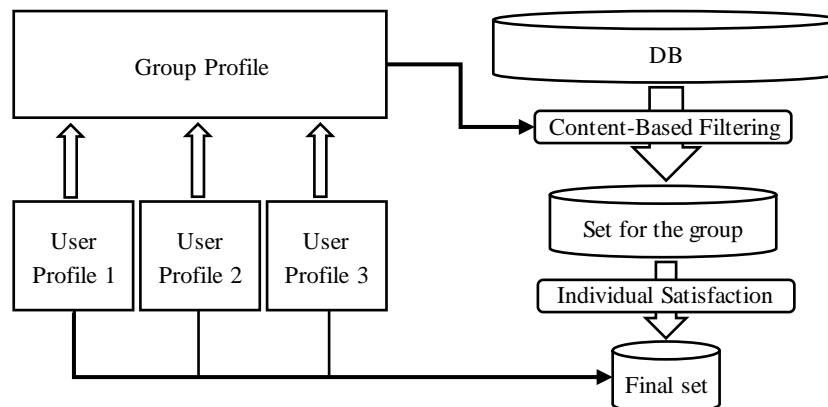 Group Profile
DB
Content-Based Filtering
User
Profile 1
User
Profile 2
User
Profile 3
Set for the group
Individual Satisfaction
Final set